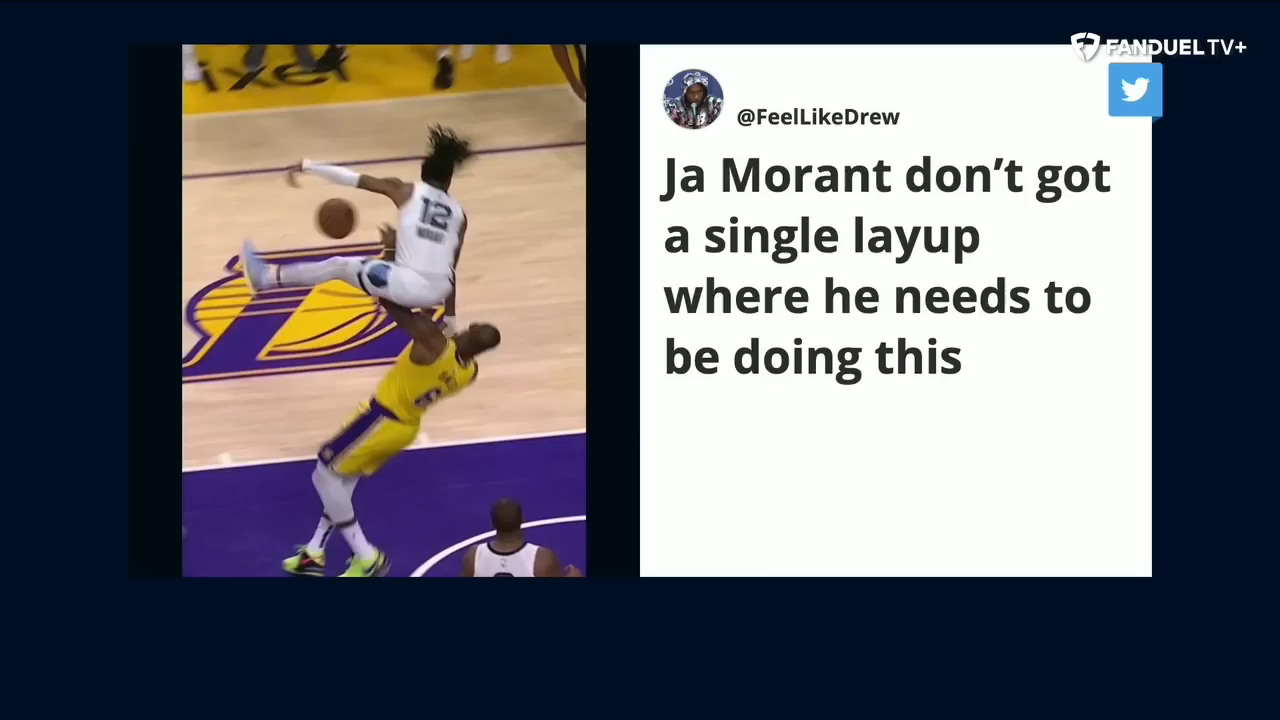 FANDUEL TV+
@FeelLikeDrew
Ja Morant don’t got
a single layup
where he needs to
be doing this
12